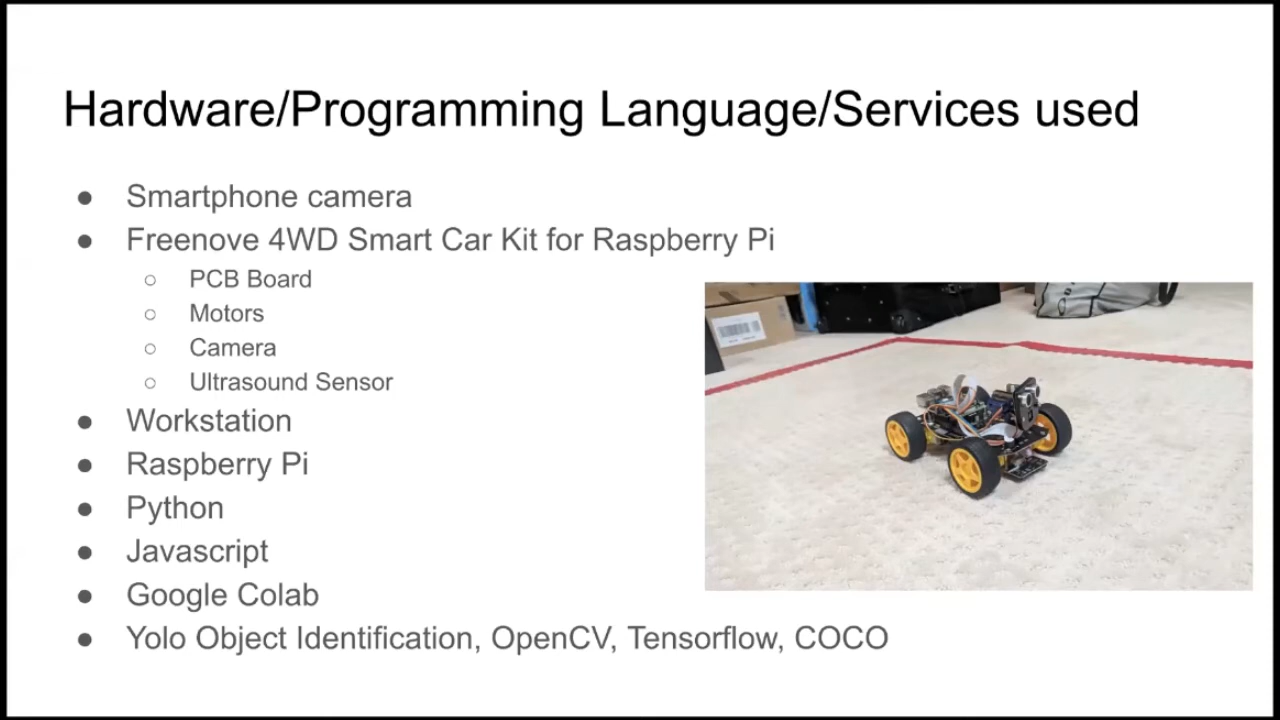 Hardware/Programming Language/Services used
● Smartphone camera
● Freenove 4WD Smart Car Kit for Raspberry Pi
○ PCB Board
○ Motors
○ Camera
○ Ultrasound Sensor
● Workstation
● Raspberry Pi
● Python
● Javascript
● Google Colab
● Yolo Object Identification, OpenCV, Tensorflow, COCO